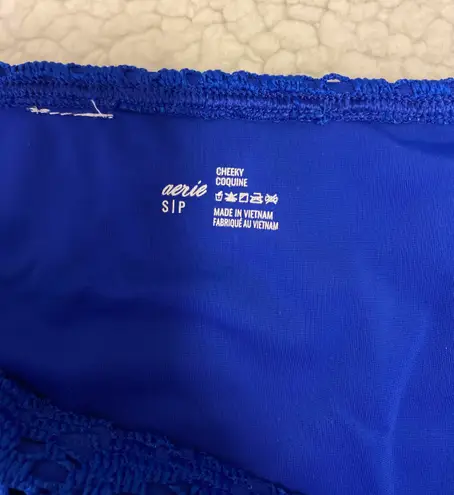 aerie
S|P
CHEEKY
COQUINE
MADE IN VIETNAM
FABRIQUÉ AU VIETNAM